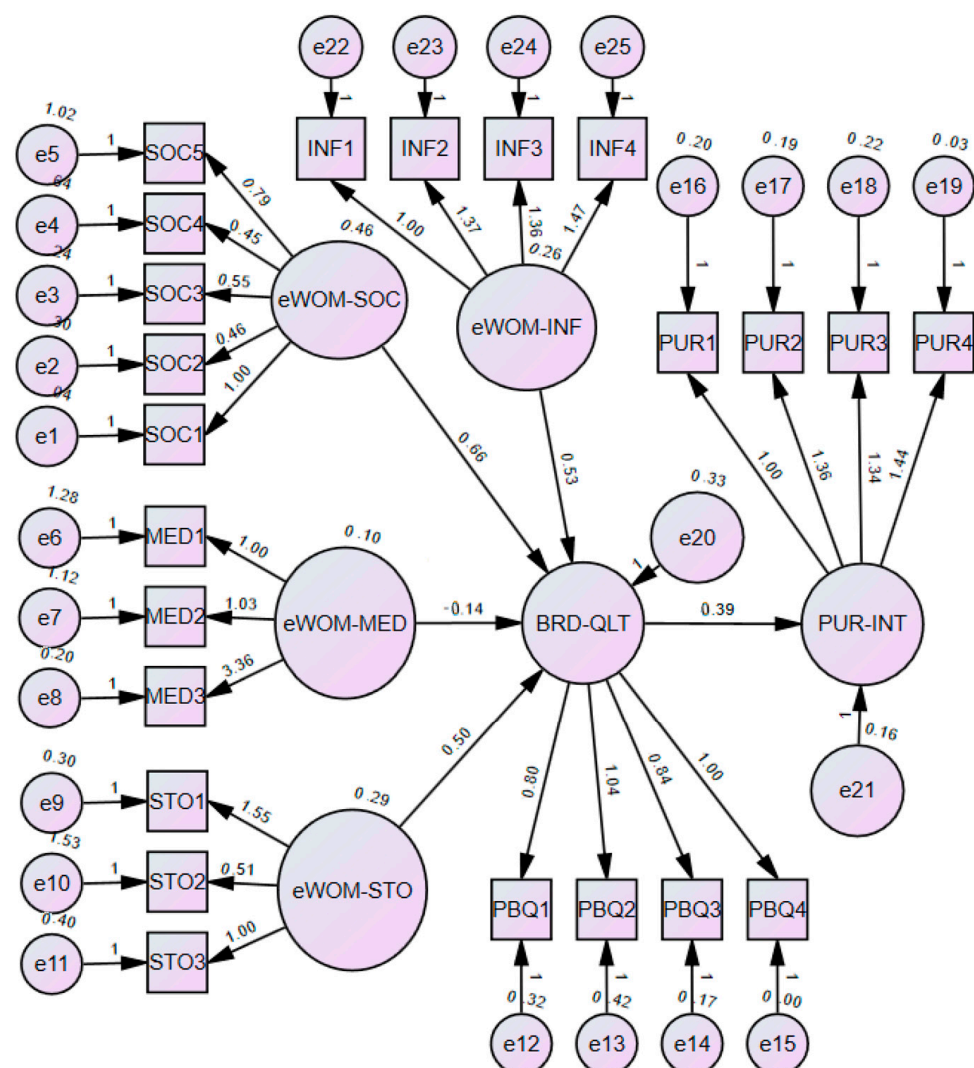 e22 e23 e24 e25
1 1 1 1
INF1 INF2 INF3 INF4
1.00 1.37 1.36 1.47
0.26
eWOM-INF
1.02
e5 1 SOC5 0.79
64
e4 1 SOC4 0.45
24
e3 1 SOC3 0.55
30
e2 1 SOC2 0.46
04
e1 1 SOC1 1.00
0.46
eWOM-SOC
0.20 0.19 0.22 0.03
e16 e17 e18 e19
1 1 1 1
PUR1 PUR2 PUR3 PUR4
1.00 1.36 1.34 1.44
0.66 0.53
0.33
e20
1
1.28
e6 1 MED1 1.00
1.12
e7 1 MED2 1.03
0.20
e8 1 MED3 3.36
0.10
eWOM-MED -0.14 BRD-QLT 0.39 PUR-INT
1 0.16
e21
0.30
e9 1 STO1 1.55
1.53
e10 1 STO2 0.51
0.40
e11 1 STO3 1.00
0.29
eWOM-STO
0.50
0.80 1.04 0.84 1.00
PBQ1 PBQ2 PBQ3 PBQ4
1 1 1 1
0.32 0.42 0.17 0.00
e12 e13 e14 e15